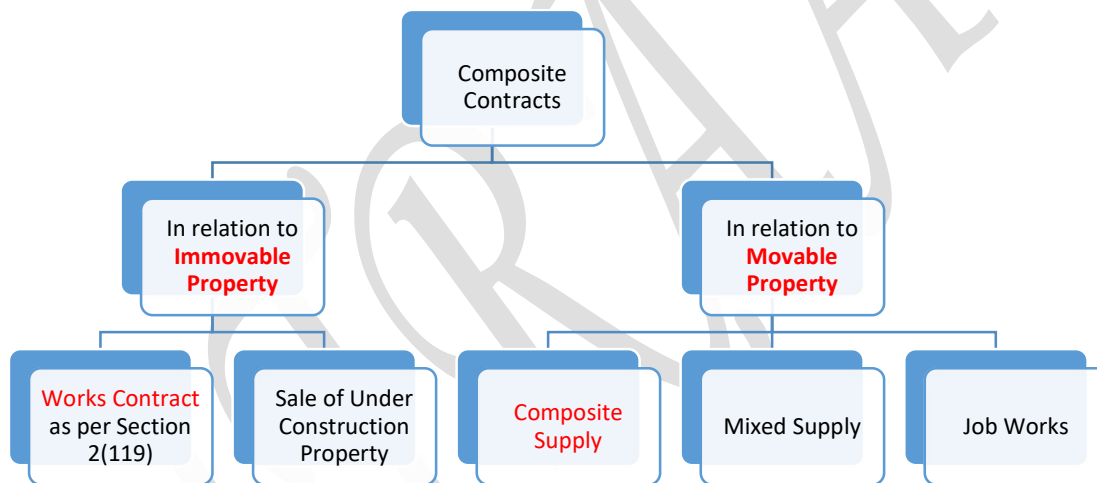 Composite
Contracts
In relation to
Immovable
Property
In relation to
Movable
Property
Works Contract
as per Section
2(119)
Sale of Under
Construction
Property
Composite
Supply
Mixed Supply
Job Works